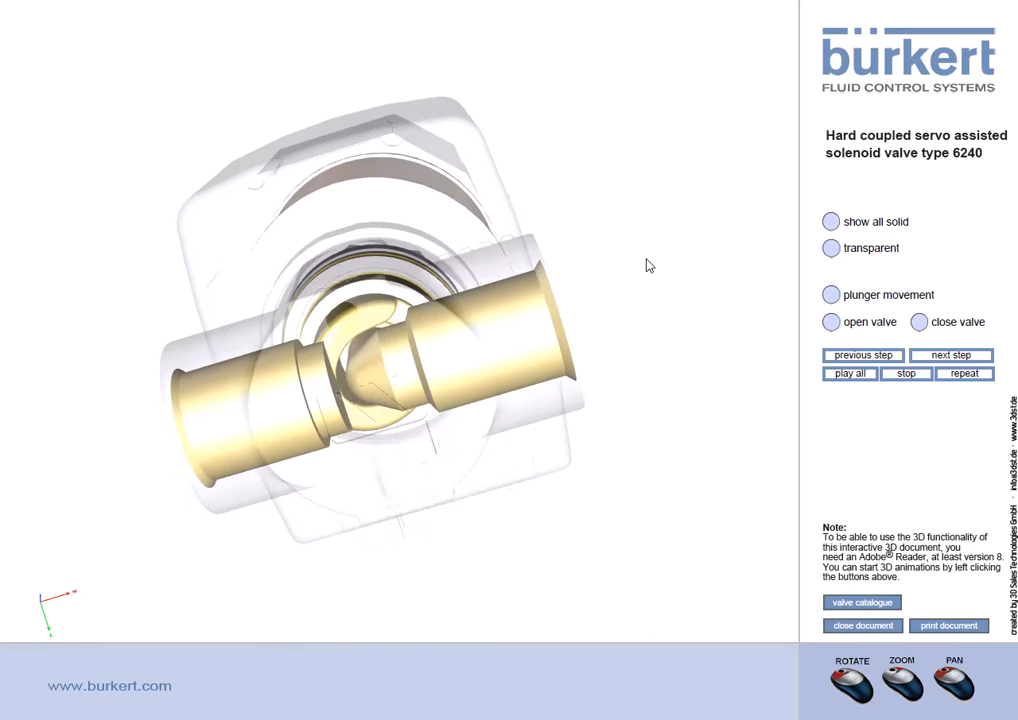 burkert
FLUID CONTROL SYSTEMS
Hard coupled servo assisted
solenoid valve type 6240
show all solid
transparent
plunger movement
open valve
close valve
previous step
next step
play all
stop
repeat
Note:
To be able to use the 3D functionality of
this interactive 3D document, you
need an Adobe® Reader, at least version 8.
You can start 3D animations by left clicking
the buttons above.
valve catalogue
close document
print document
created by 3D Sales Technologies GmbH · info@3dst.de · www.3dst.de
www.burkert.com
ROTATE
ZOOM
PAN